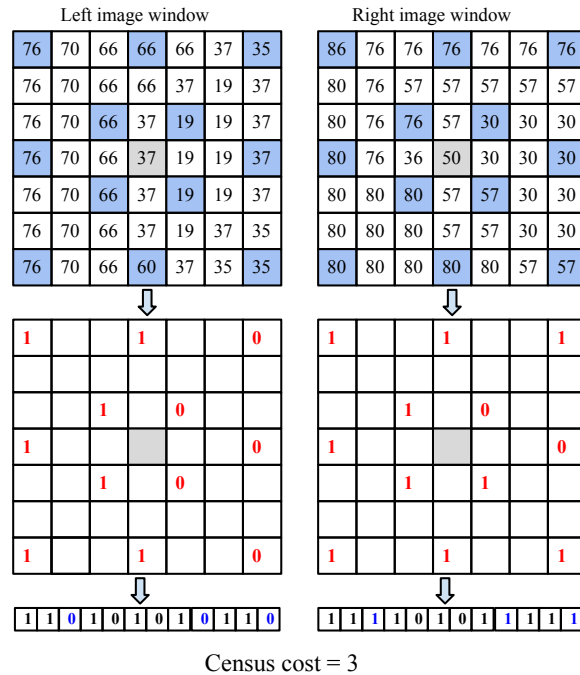 Left image window Right image window
76 70 66 66 66 37 35 86 76 76 76 76 76 76
76 70 66 66 37 19 37 80 76 57 57 57 57 57
76 70 66 37 19 19 37 80 76 76 57 30 30 30
76 70 66 37 19 19 37 80 76 36 50 30 30 30
76 70 66 37 19 19 37 80 80 80 57 57 30 30
76 70 66 37 19 37 35 80 80 80 57 57 30 30
76 70 66 60 37 35 35 80 80 80 80 80 57 57
1 1 0 1 1 1
1 0 1 0
1 0 1 0
1 0 1 1
1 1 0 1 1 1
1 1 0 1 0 1 0 1 0 1 1 0 1 1 1 1 0 1 0 1 1 1 1 1
Census cost = 3